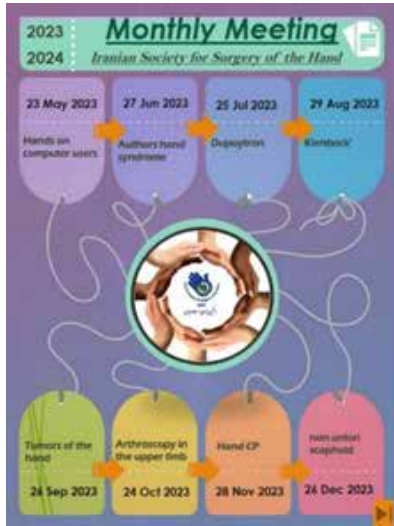 2023
2024
Monthly Meeting
Iranian Society for Surgery of the Hand
23 May 2023
Hands on
computer users
27 Jun 2023
Authors hand
syndrome
25 Jul 2023
Dupuytron
29 Aug 2023
Kienbock'
Tumors of the
hand
26 Sep 2023
Arthroscopy in
the upper limb
24 Oct 2023
Hand CP
28 Nov 2023
non union
scaphoid
26 Dec 2023